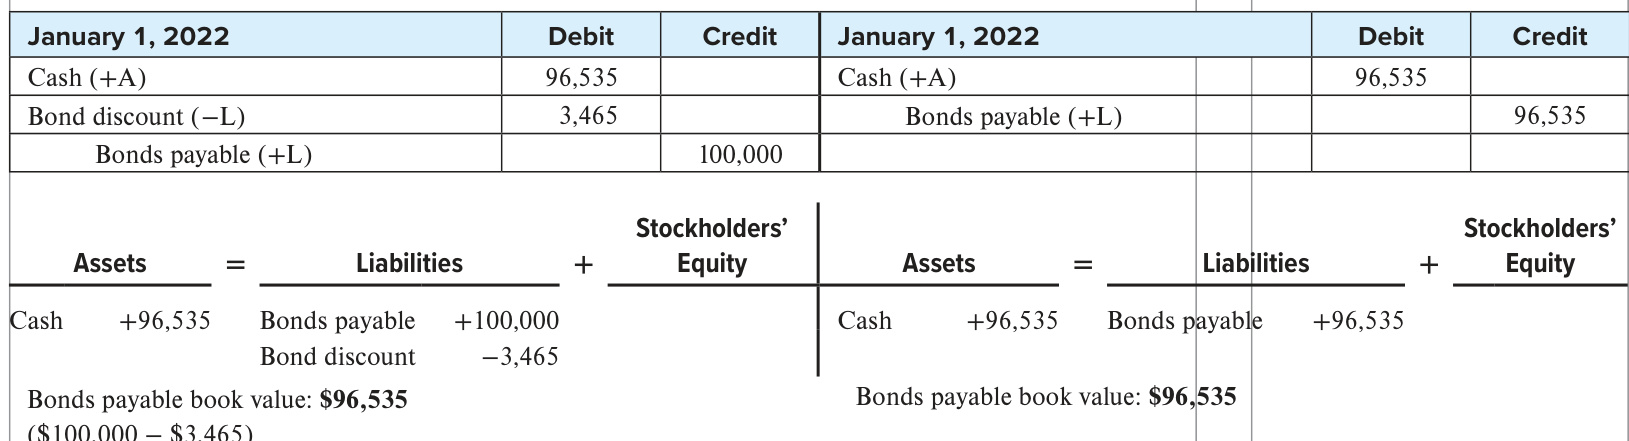 January 1, 2022 Debit Credit January 1, 2022 Debit Credit
Cash (+A) 96,535 Cash (+A) 96,535
Bond discount (−L) 3,465 Bonds payable (+L) 96,535
Bonds payable (+L) 100,000
Stockholders’ Stockholders’
Assets = Liabilities + Equity Assets = Liabilities + Equity
Cash +96,535 Bonds payable +100,000 Cash +96,535 Bonds payable +96,535
Bond discount −3,465
Bonds payable book value: $96,535 Bonds payable book value: $96,535
($100,000 − $3,465)